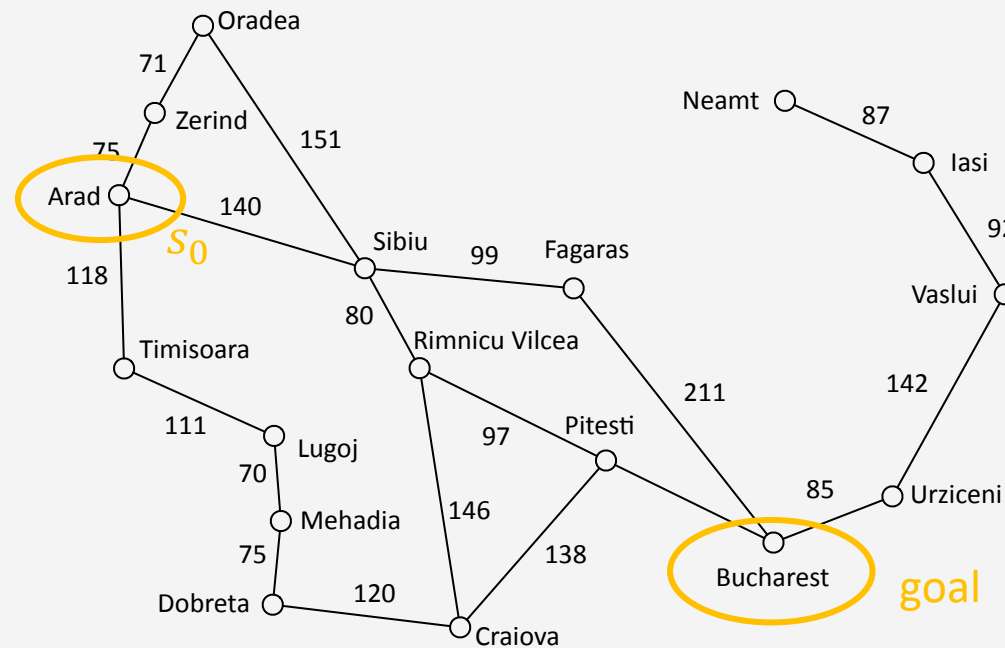 Oradea
71
Neamt
87
Zerind
151
75
Iasi
Arad
140
s₀
92
Sibiu
99
Fagaras
118
Vaslui
80
Rimnicu Vilcea
Timisoara
142
211
Pitesti
111
97
Lugoj
70
85
Urziceni
Mehadia
146
138
75
Bucharest
goal
Dobreta
120
Craiova